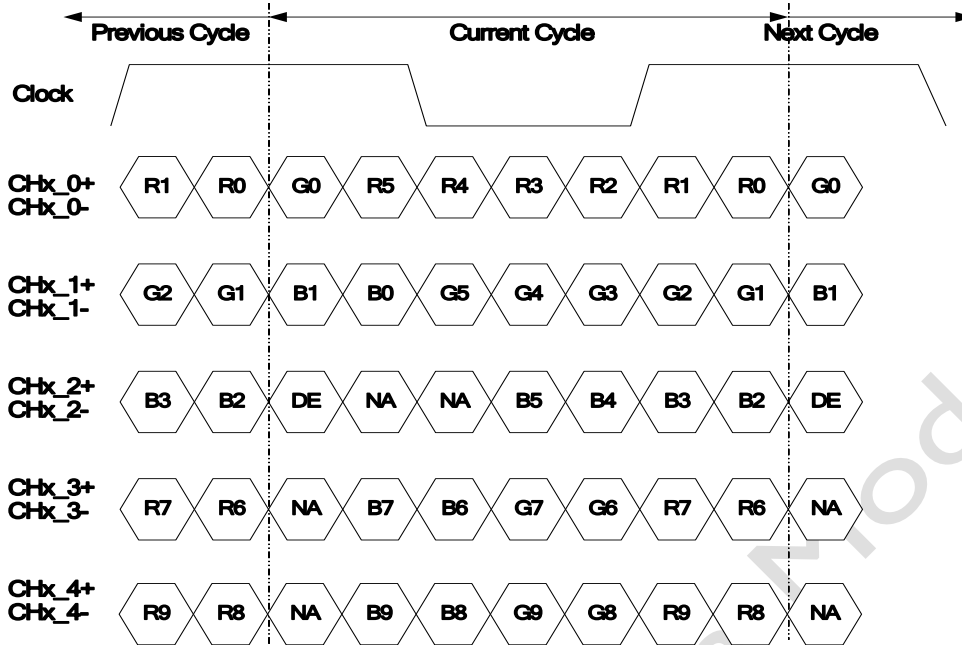 Previous Cycle Current Cycle Next Cycle
Clock
CHx_0+
CHx_0-
R1 R0 G0 R5 R4 R3 R2 R1 R0 G0
CHx_1+
CHx_1-
G2 G1 B1 B0 G5 G4 G3 G2 G1 B1
CHx_2+
CHx_2-
B3 B2 DE NA NA B5 B4 B3 B2 DE
CHx_3+
CHx_3-
R7 R6 NA B7 B6 G7 G6 R7 R6 NA
CHx_4+
CHx_4-
R9 R8 NA B9 B8 G9 G8 R9 R8 NA
Mod